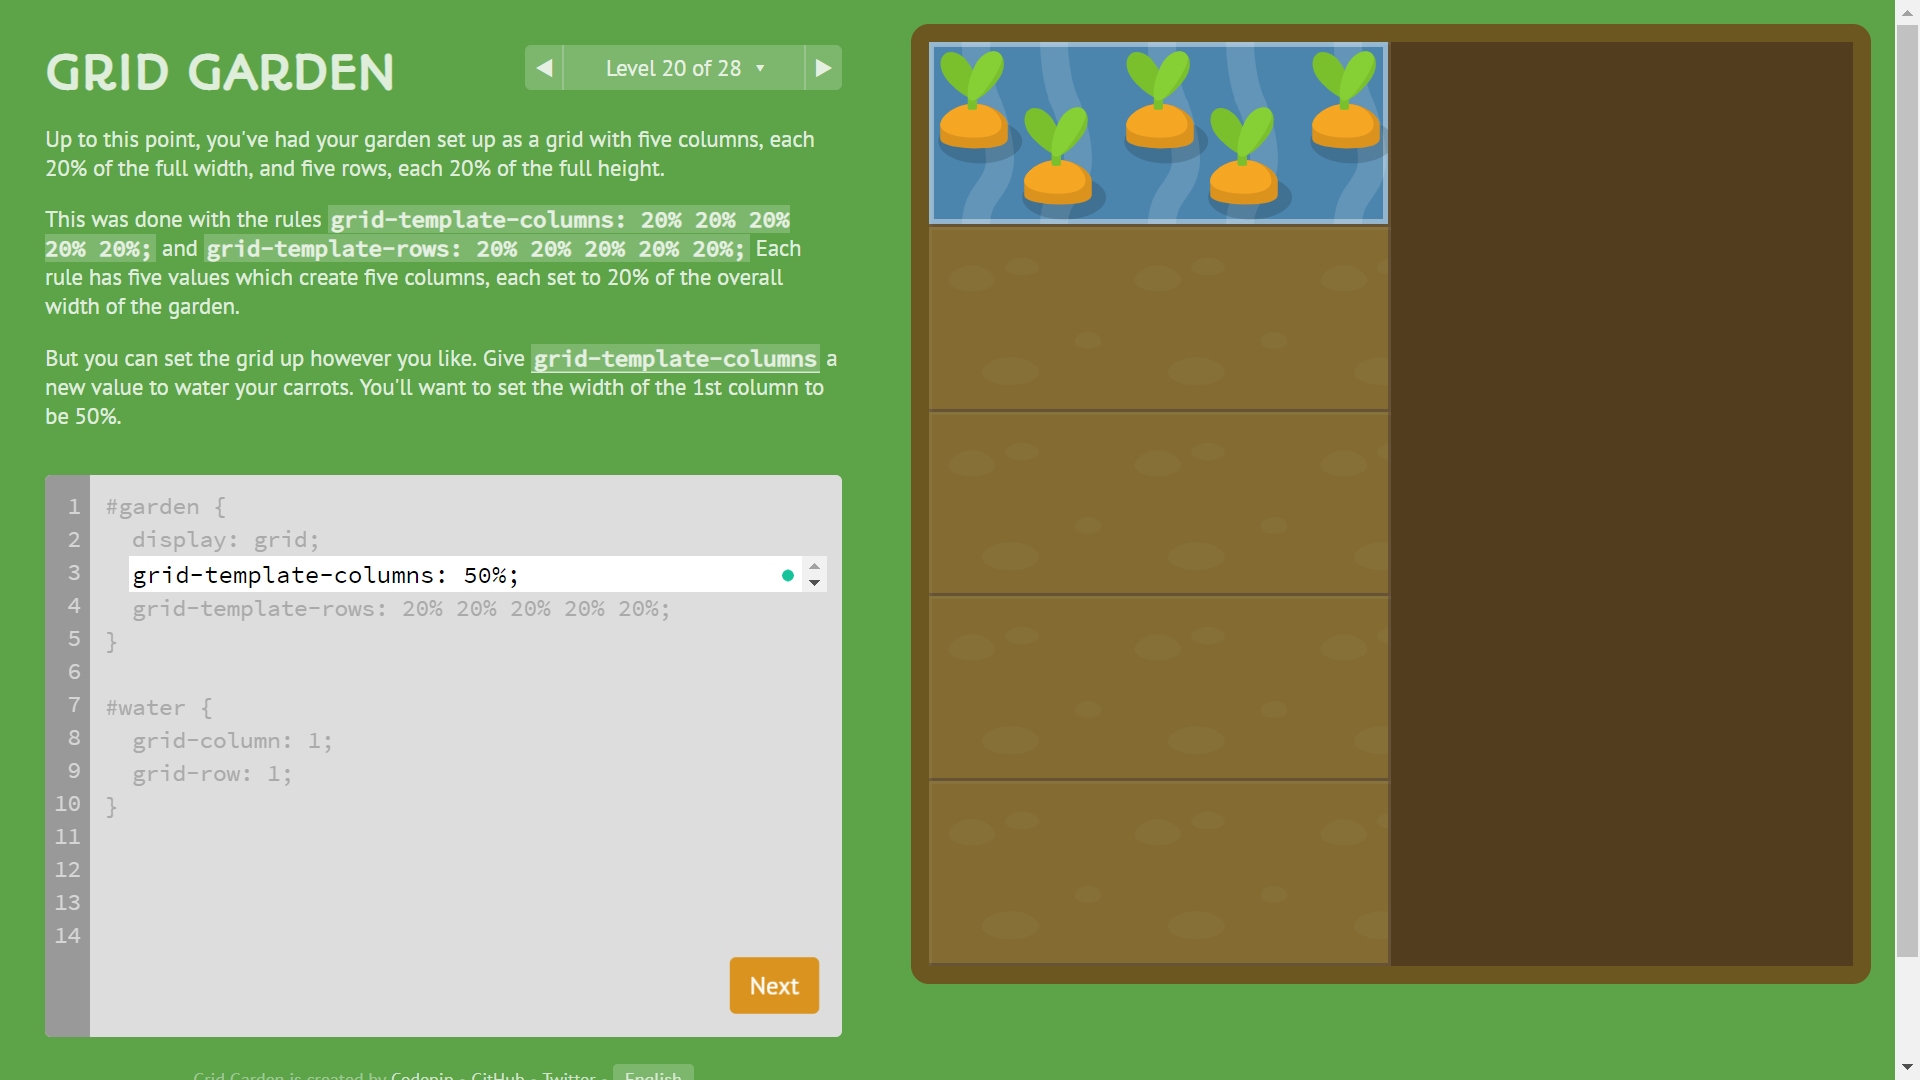 GRID GARDEN
◀ Level 20 of 28 ▼ ▶
Up to this point, you've had your garden set up as a grid with five columns, each
20% of the full width, and five rows, each 20% of the full height.
This was done with the rules grid-template-columns: 20% 20% 20%
20% 20%; and grid-template-rows: 20% 20% 20% 20% 20%; Each
rule has five values which create five columns, each set to 20% of the overall
width of the garden.
But you can set the grid up however you like. Give grid-template-columns a
new value to water your carrots. You'll want to set the width of the 1st column to
be 50%.
1 #garden {
2 display: grid;
3 grid-template-columns: 50%;
4 grid-template-rows: 20% 20% 20% 20% 20%;
5 }
6
7 #water {
8 grid-column: 1;
9 grid-row: 1;
10 }
11
12
13
14
Next
Grid Garden is created by Codepip • GitHub • Twitter • English